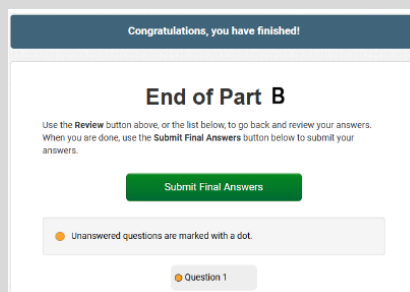 Congratulations, you have finished!
End of Part B
Use the Review button above, or the list below, to go back and review your answers.
When you are done, use the Submit Final Answers button below to submit your
answers.
Submit Final Answers
Unanswered questions are marked with a dot.
Question 1